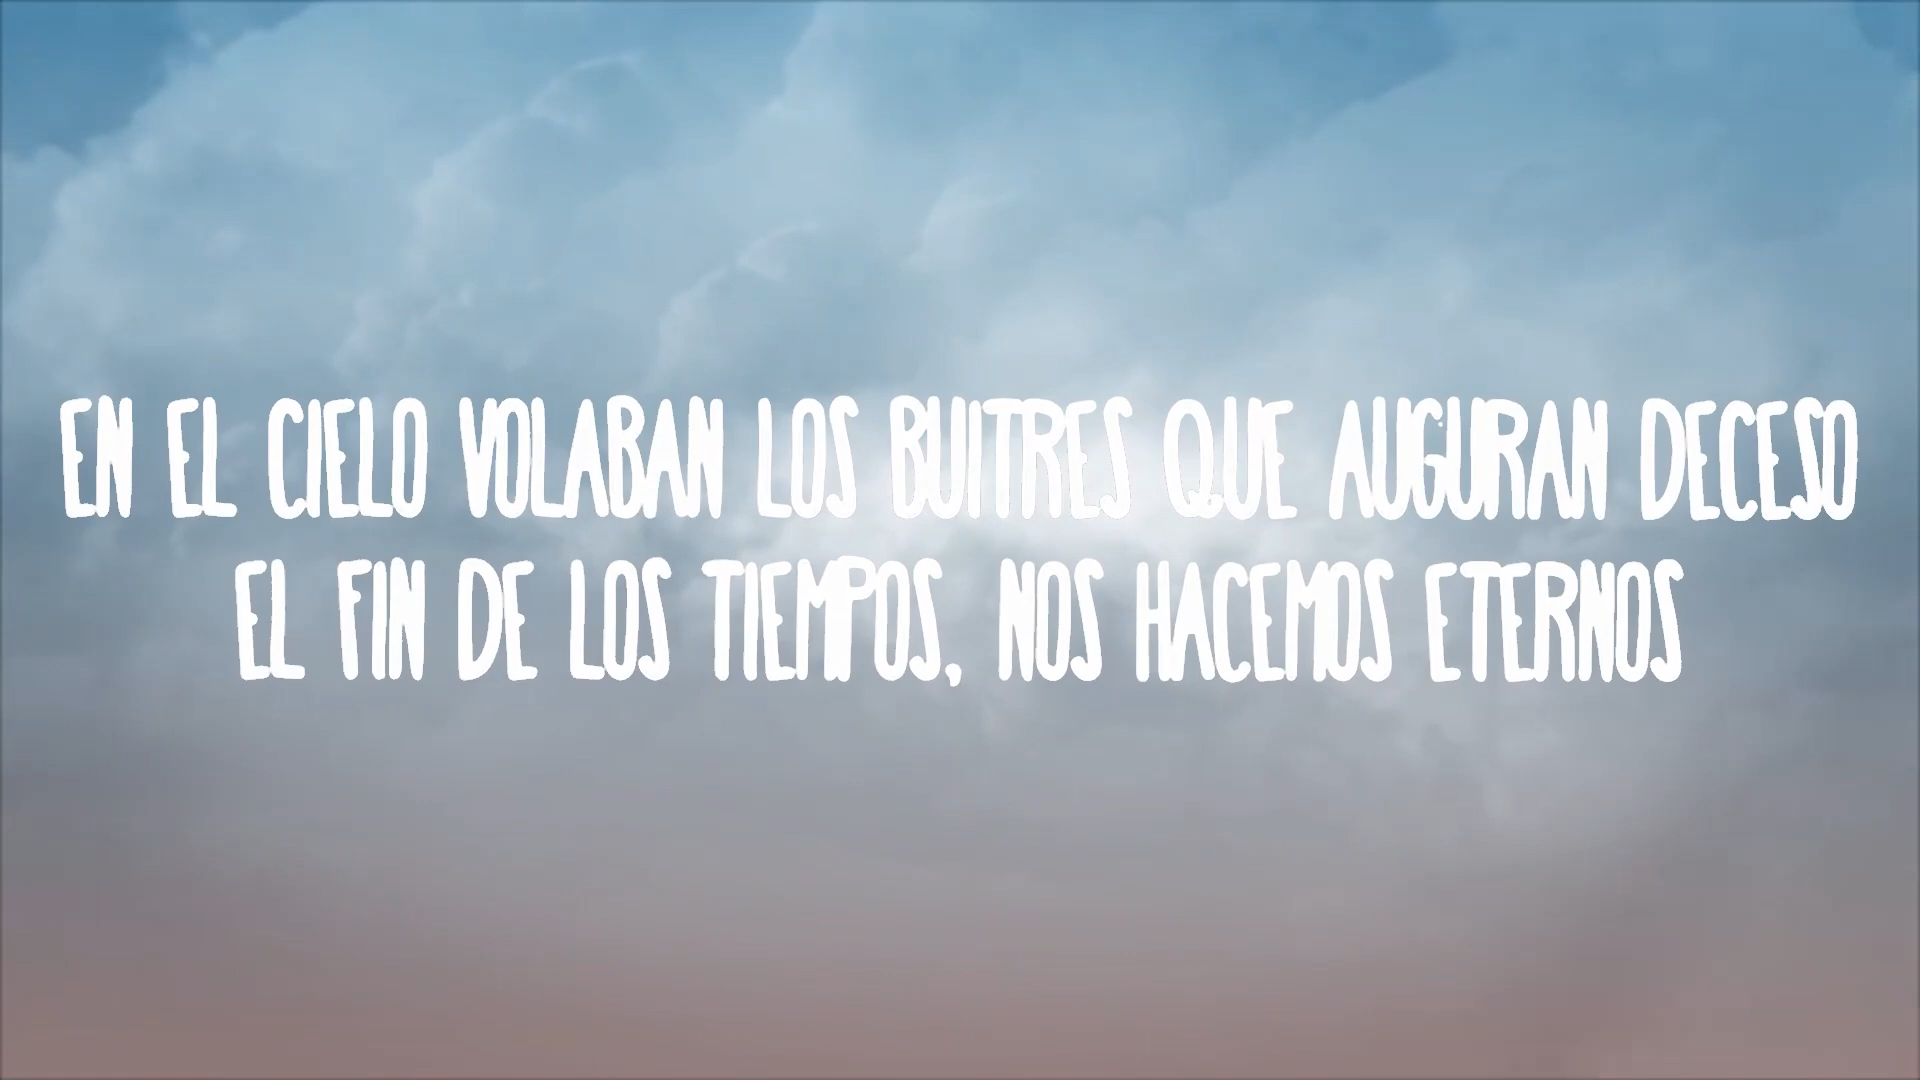 EN EL CIELO VOLABAN LOS BUITRES QUE AUGURAN DECESO
EL FIN DE LOS TIEMPOS, NOS HACEMOS ETERNOS